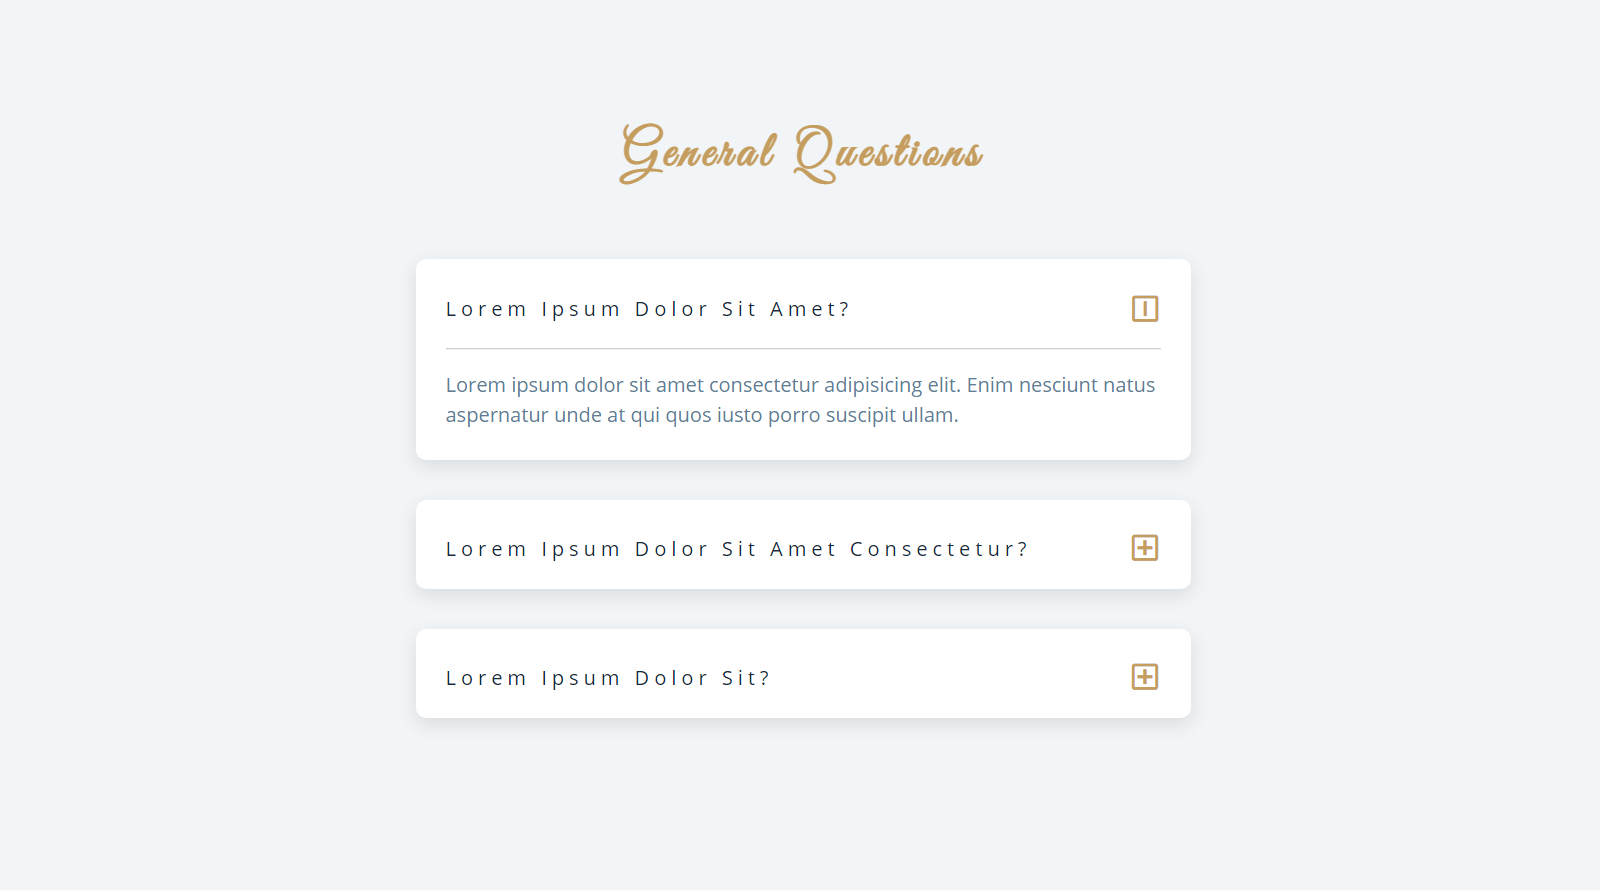 General Questions
Lorem Ipsum Dolor Sit Amet?
Lorem ipsum dolor sit amet consectetur adipisicing elit. Enim nesciunt natus
aspernatur unde at qui quos iusto porro suscipit ullam.
Lorem Ipsum Dolor Sit Amet Consectetur?
Lorem Ipsum Dolor Sit?